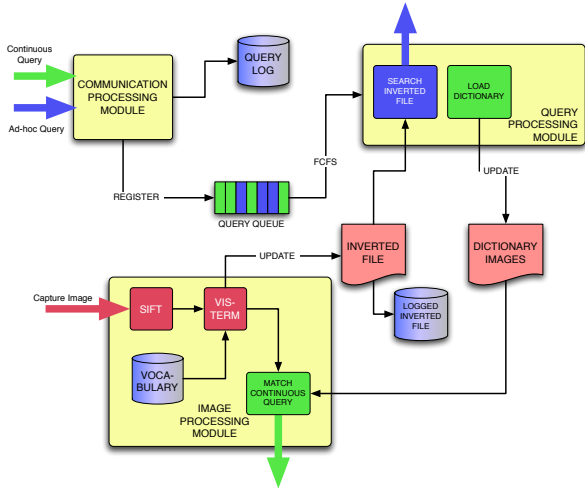 Continuous
Query
Ad-hoc Query
COMMUNICATION
PROCESSING
MODULE
QUERY
LOG
SEARCH
INVERTED
FILE
LOAD
DICTIONARY
QUERY
PROCESSING
MODULE
REGISTER
QUERY QUEUE
FCFS
UPDATE
UPDATE
INVERTED
FILE
DICTIONARY
IMAGES
LOGGED
INVERTED
FILE
Capture Image
SIFT
VIS-
TERM
VOCA-
BULARY
MATCH
CONTINUOUS
QUERY
IMAGE
PROCESSING
MODULE